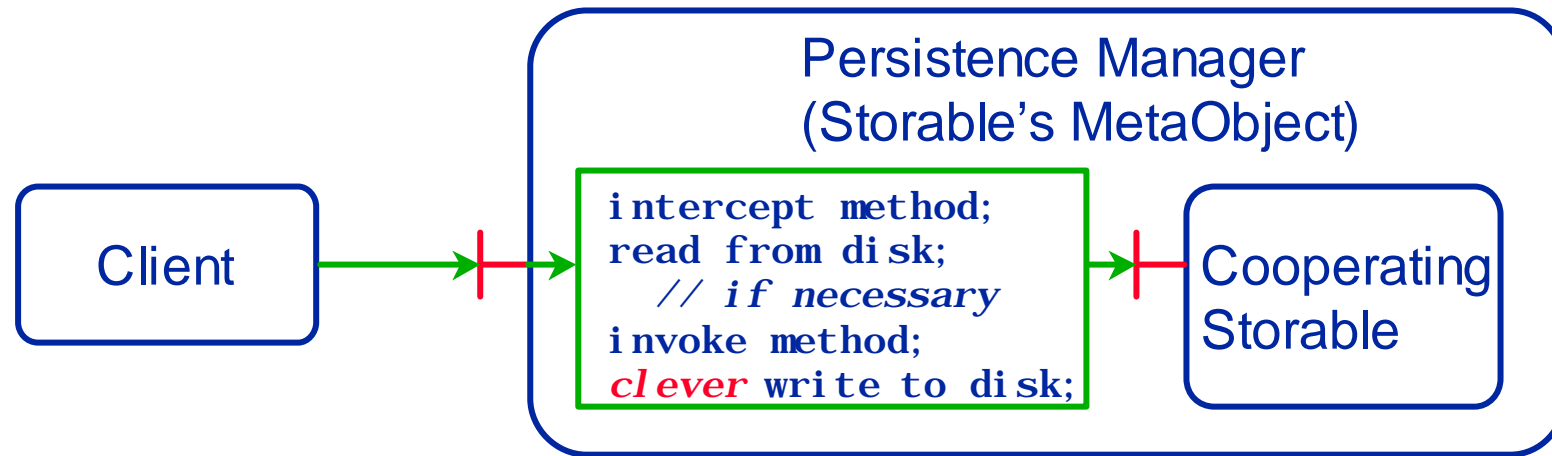 Persistence Manager
(Storable's MetaObject)
Client
intercept method;
read from disk;
// if necessary
invoke method;
clever write to disk;
Cooperating
Storable